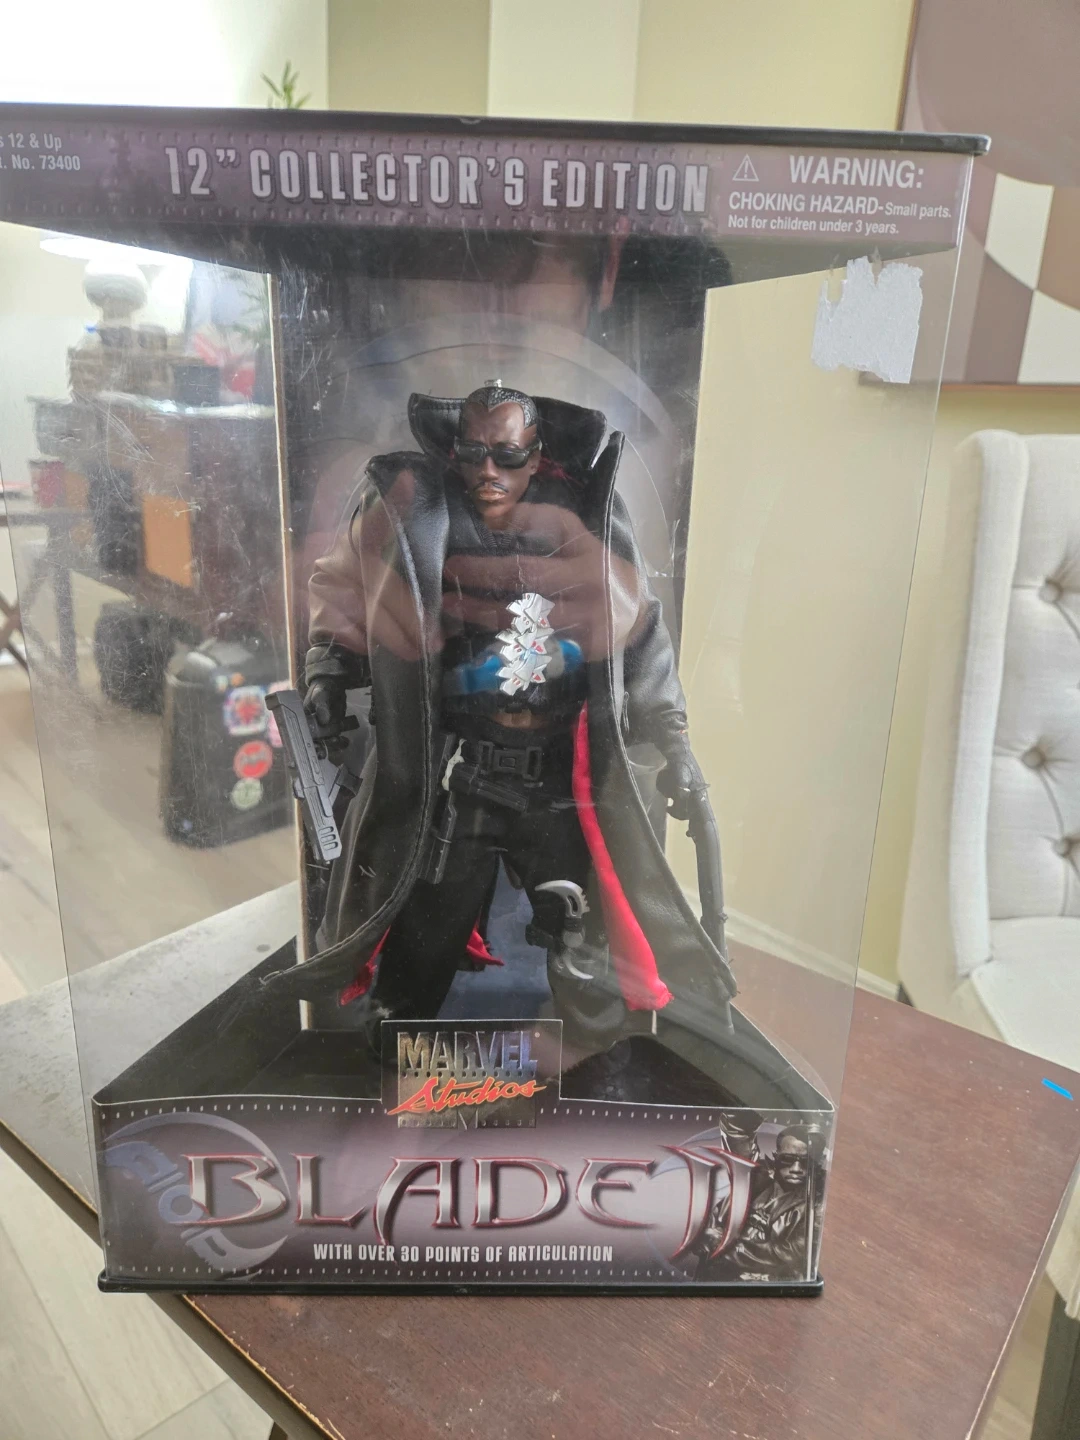 12 & Up
. No. 73400
12" COLLECTOR'S EDITION
WARNING:
CHOKING HAZARD-Small parts.
Not for children under 3 years.
MARVEL
Studios
BLADE II
WITH OVER 30 POINTS OF ARTICULATION